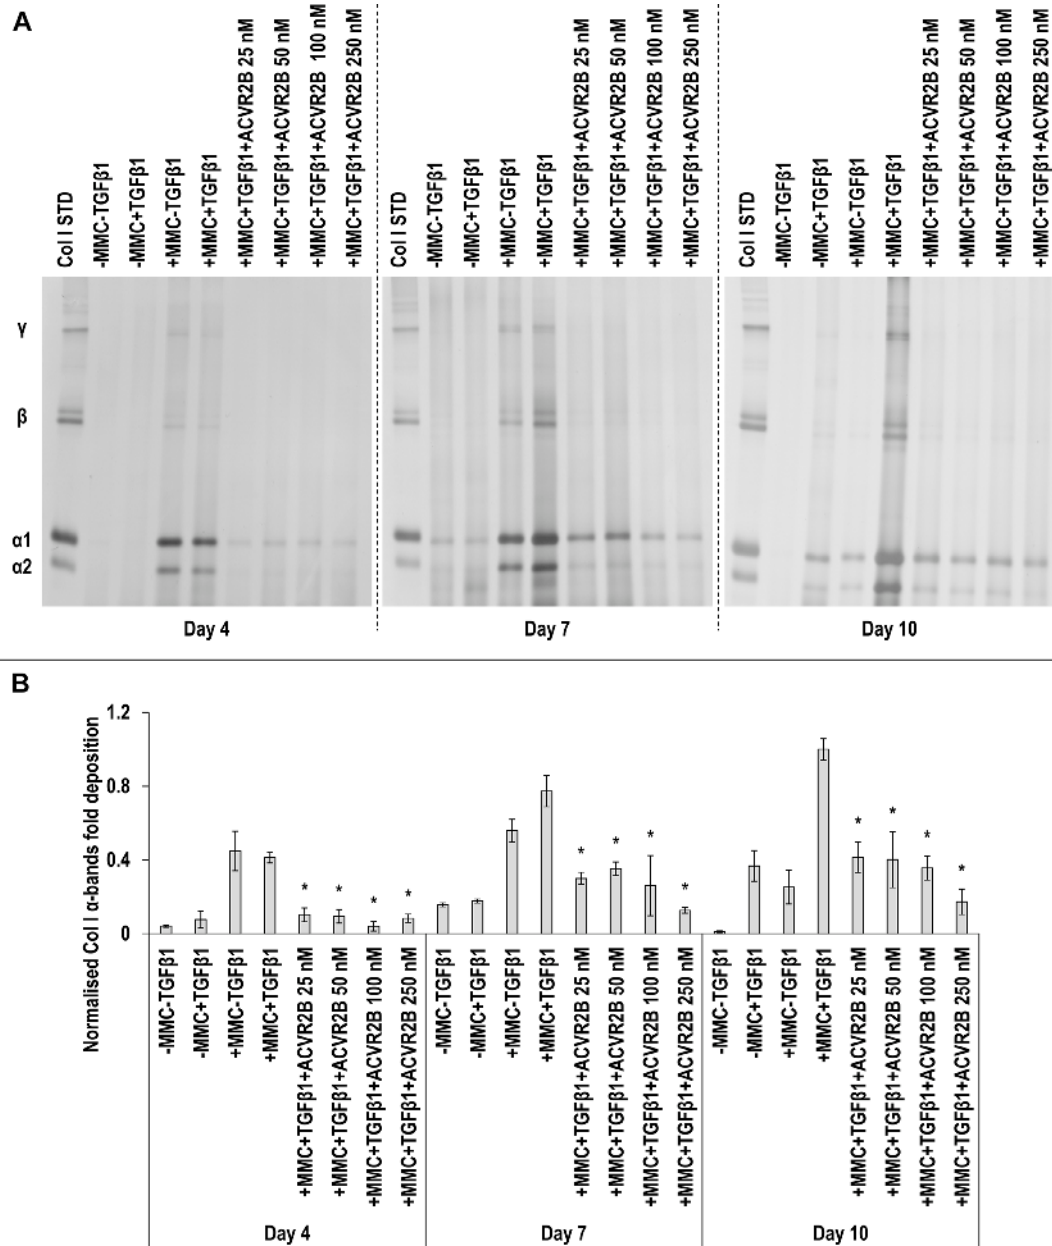 A
Col I STD
-MMC-TGFβ1
-MMC+TGFβ1
+MMC-TGFβ1
+MMC+TGFβ1
+MMC+TGFβ1+ACVR2B 25 nM
+MMC+TGFβ1+ACVR2B 50 nM
+MMC+TGFβ1+ACVR2B 100 nM
+MMC+TGFβ1+ACVR2B 250 nM
Col I STD
-MMC-TGFβ1
-MMC+TGFβ1
+MMC-TGFβ1
+MMC+TGFβ1
+MMC+TGFβ1+ACVR2B 25 nM
+MMC+TGFβ1+ACVR2B 50 nM
+MMC+TGFβ1+ACVR2B 100 nM
+MMC+TGFβ1+ACVR2B 250 nM
Col I STD
-MMC-TGFβ1
-MMC+TGFβ1
+MMC-TGFβ1
+MMC+TGFβ1
+MMC+TGFβ1+ACVR2B 25 nM
+MMC+TGFβ1+ACVR2B 50 nM
+MMC+TGFβ1+ACVR2B 100 nM
+MMC+TGFβ1+ACVR2B 250 nM
γ
β
α1
α2
Day 4
Day 7
Day 10
B
Normalised Col I α-bands fold deposition
1.2
0.8
0.4
0
* * * *
* * * *
* * * *
-MMC-TGFβ1
-MMC+TGFβ1
+MMC-TGFβ1
+MMC+TGFβ1
+MMC+TGFβ1+ACVR2B 25 nM
+MMC+TGFβ1+ACVR2B 50 nM
+MMC+TGFβ1+ACVR2B 100 nM
+MMC+TGFβ1+ACVR2B 250 nM
-MMC-TGFβ1
-MMC+TGFβ1
+MMC-TGFβ1
+MMC+TGFβ1
+MMC+TGFβ1+ACVR2B 25 nM
+MMC+TGFβ1+ACVR2B 50 nM
+MMC+TGFβ1+ACVR2B 100 nM
+MMC+TGFβ1+ACVR2B 250 nM
-MMC-TGFβ1
-MMC+TGFβ1
+MMC-TGFβ1
+MMC+TGFβ1
+MMC+TGFβ1+ACVR2B 25 nM
+MMC+TGFβ1+ACVR2B 50 nM
+MMC+TGFβ1+ACVR2B 100 nM
+MMC+TGFβ1+ACVR2B 250 nM
Day 4
Day 7
Day 10